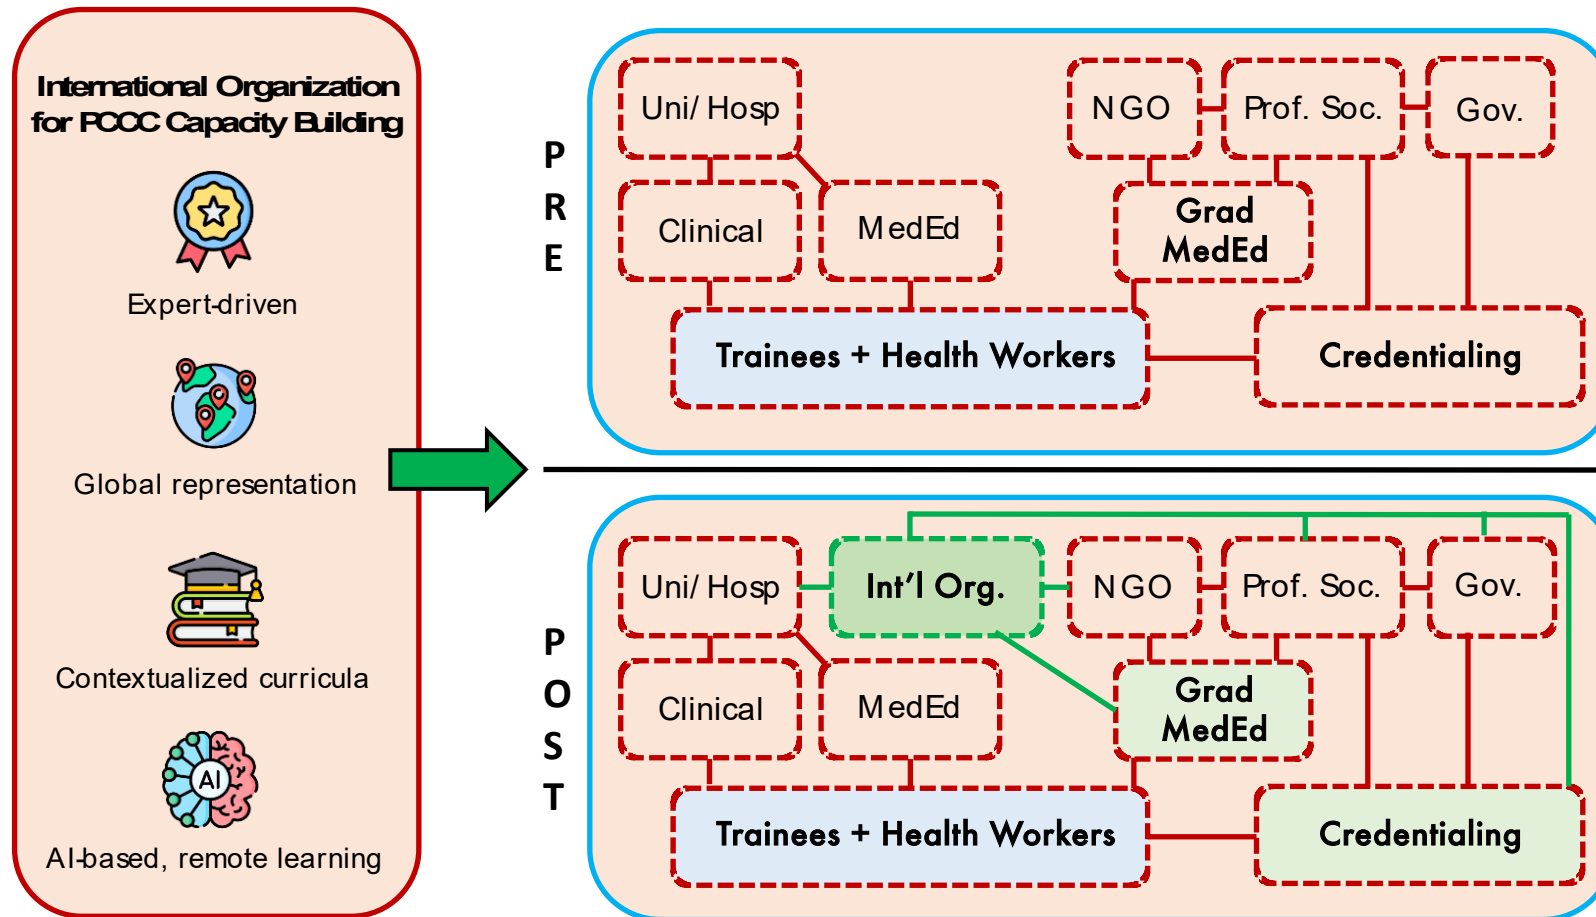 International Organization
for PCCC Capacity Building
Expert-driven
Global representation
Contextualized curricula
AI
AI-based, remote learning
PRE
Uni/ Hosp
NGO
Prof. Soc.
Gov.
Clinical
MedEd
Grad
MedEd
Trainees + Health Workers
Credentialing
POST
Uni/ Hosp
Int'l Org.
NGO
Prof. Soc.
Gov.
Clinical
MedEd
Grad
MedEd
Trainees + Health Workers
Credentialing